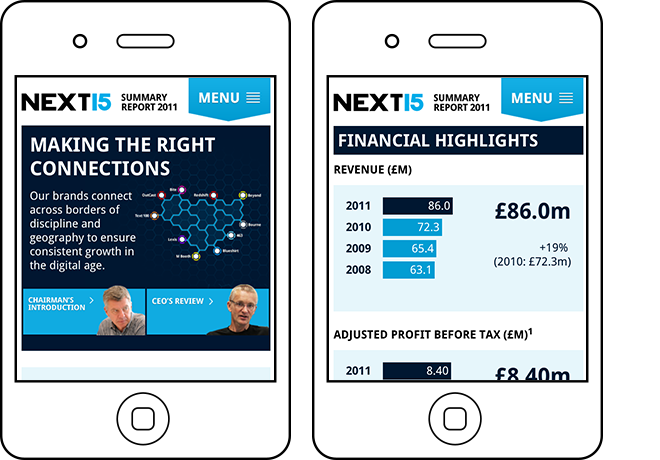 NEXT15
SUMMARY
REPORT 2011
MENU
MAKING THE RIGHT
CONNECTIONS
Our brands connect
across borders of
discipline and
geography to ensure
consistent growth in
the digital age.
OutCast
Bite
Redshift
Beyond
Text 100
Bourne
463
Lexis
Blueshirt
M Booth
CHAIRMAN'S
INTRODUCTION
CEO'S REVIEW
NEXT15
SUMMARY
REPORT 2011
MENU
FINANCIAL HIGHLIGHTS
REVENUE (£M)
2011 86.0
2010 72.3
2009 65.4
2008 63.1
£86.0m
+19%
(2010: £72.3m)
ADJUSTED PROFIT BEFORE TAX (£M)¹
2011 8.40
£8.40m